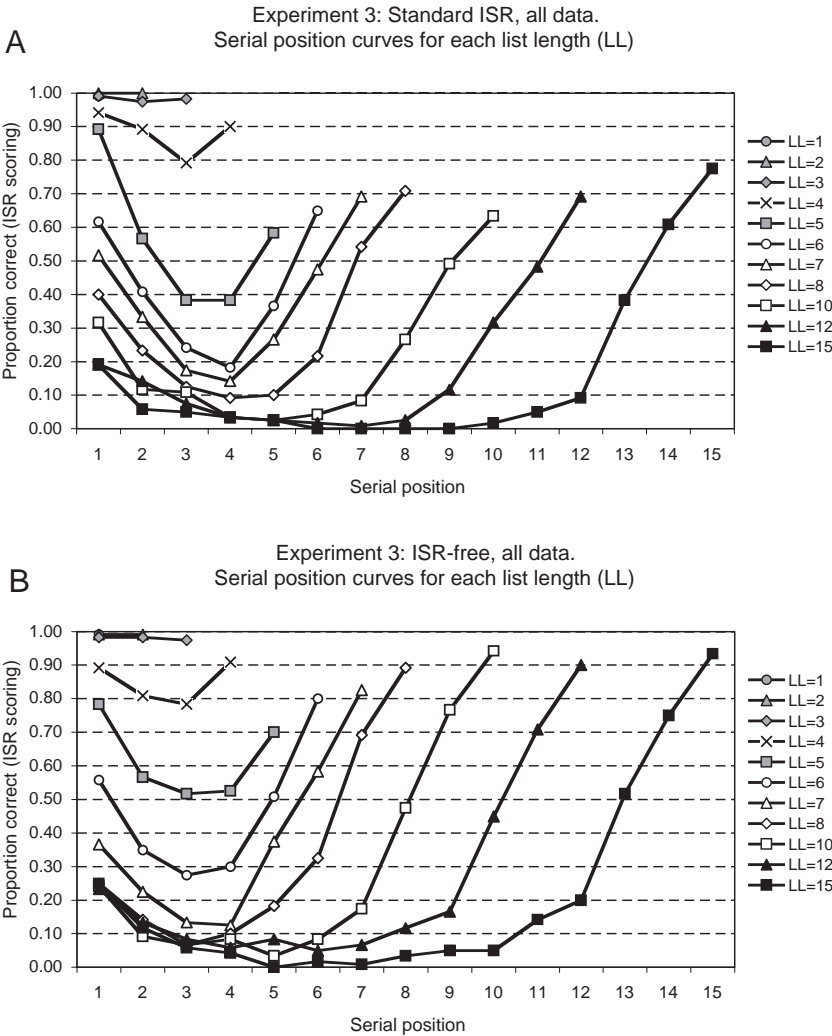 A
Experiment 3: Standard ISR, all data.
Serial position curves for each list length (LL)
Proportion correct (ISR scoring)
1.00
0.90
0.80
0.70
0.60
0.50
0.40
0.30
0.20
0.10
0.00
1 2 3 4 5 6 7 8 9 10 11 12 13 14 15
Serial position
LL=1
LL=2
LL=3
LL=4
LL=5
LL=6
LL=7
LL=8
LL=10
LL=12
LL=15
B
Experiment 3: ISR-free, all data.
Serial position curves for each list length (LL)
Proportion correct (ISR scoring)
1.00
0.90
0.80
0.70
0.60
0.50
0.40
0.30
0.20
0.10
0.00
1 2 3 4 5 6 7 8 9 10 11 12 13 14 15
Serial position
LL=1
LL=2
LL=3
LL=4
LL=5
LL=6
LL=7
LL=8
LL=10
LL=12
LL=15